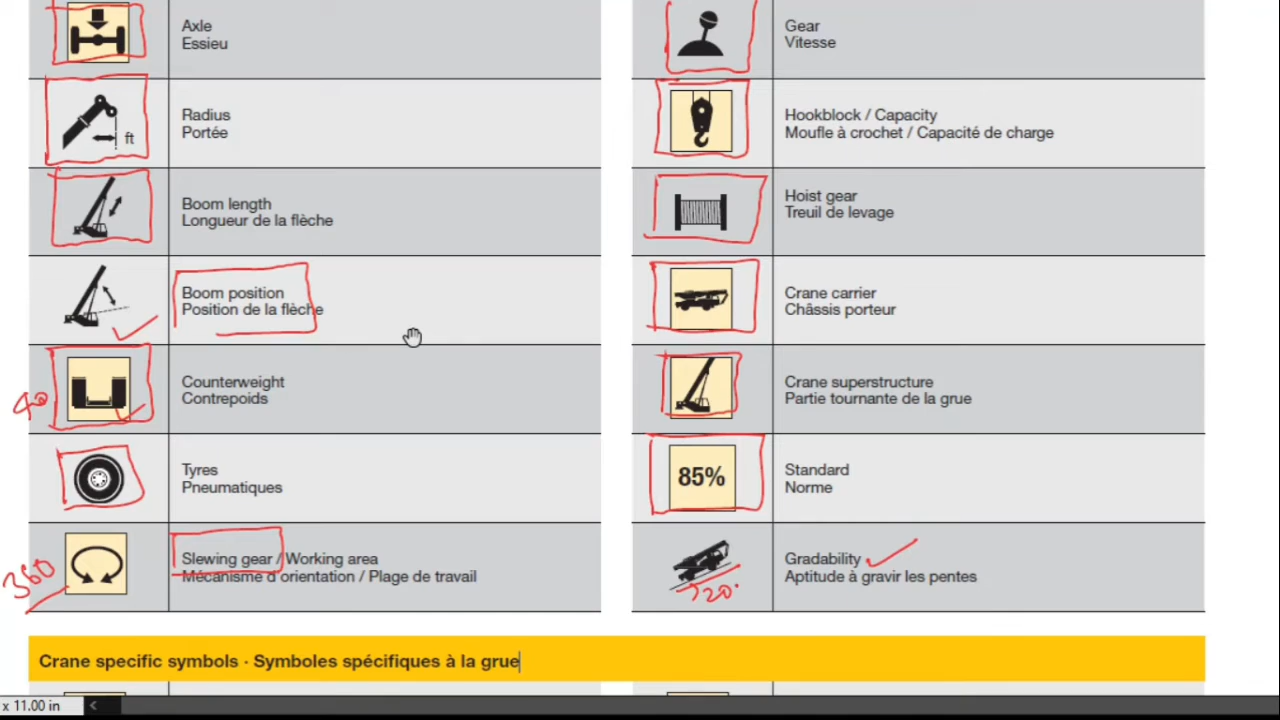 Axle
Essieu
Gear
Vitesse
ft
Radius
Portée
Hookblock / Capacity
Moufle à crochet / Capacité de charge
Boom length
Longueur de la flèche
Hoist gear
Treuil de levage
Boom position
Position de la flèche
Crane carrier
Châssis porteur
40
Counterweight
Contrepoids
Crane superstructure
Partie tournante de la grue
Tyres
Pneumatiques
85%
Standard
Norme
360
Slewing gear / Working area
Mécanisme d'orientation / Plage de travail
20.
Gradability
Aptitude à gravir les pentes
Crane specific symbols · Symboles spécifiques à la grue
x 11.00 in